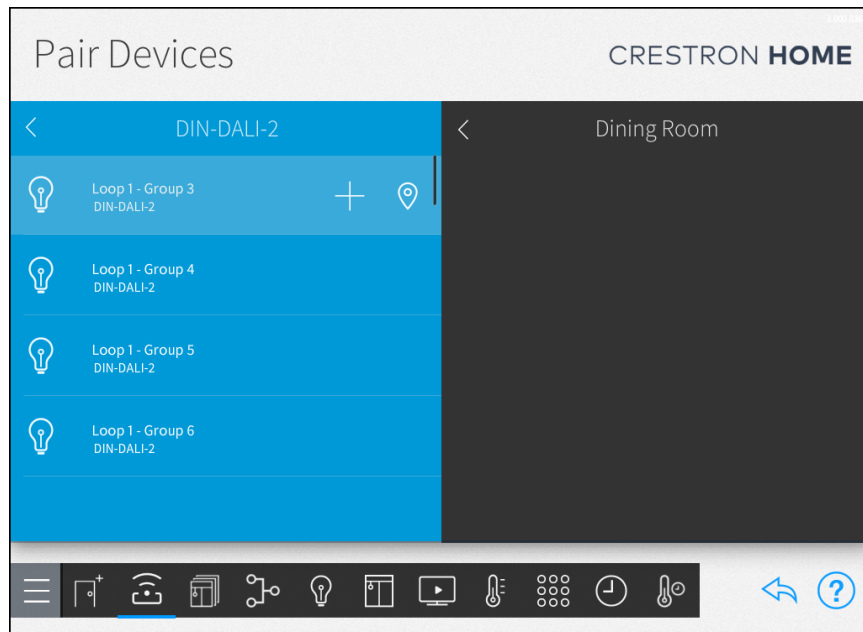 Pair Devices
CRESTRON HOME
DIN-DALI-2
Dining Room
Loop 1 - Group 3
DIN-DALI-2
Loop 1 - Group 4
DIN-DALI-2
Loop 1 - Group 5
DIN-DALI-2
Loop 1 - Group 6
DIN-DALI-2
?